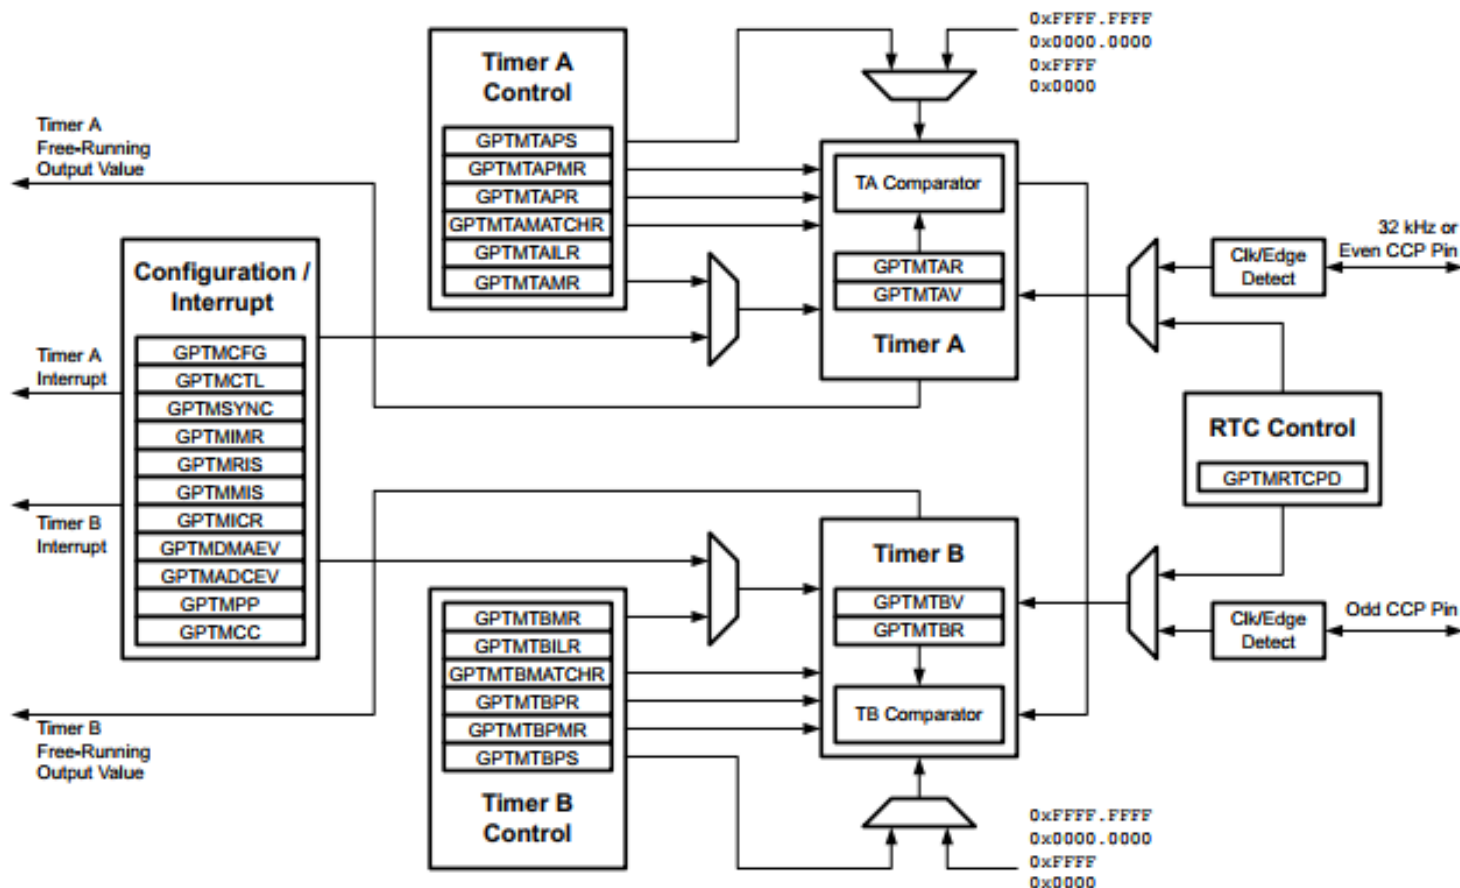 0xFFFF.FFFF
0x0000.0000
0xFFFF
0x0000
Timer A
Control
GPTMTAPS
GPTMTAPMR
GPTMTAPR
GPTMTAMATCHR
GPTMTAILR
GPTMTAMR
Timer A
Free-Running
Output Value
TA Comparator
GPTMTAR
GPTMTAV
Timer A
32 kHz or
Even CCP Pin
Clk/Edge
Detect
Configuration /
Interrupt
GPTMCFG
GPTMCTL
GPTMSYNC
GPTMIMR
GPTMRIS
GPTMMIS
GPTMICR
GPTMDMAEV
GPTMADCEV
GPTMPP
GPTMCC
Timer A
Interrupt
Timer B
Interrupt
RTC Control
GPTMRTCPD
Timer B
GPTMTBV
GPTMTBR
TB Comparator
Clk/Edge
Detect
Odd CCP Pin
GPTMTBMR
GPTMTBILR
GPTMTBMATCHR
GPTMTBPR
GPTMTBPMR
GPTMTBPS
Timer B
Control
Timer B
Free-Running
Output Value
0xFFFF.FFFF
0x0000.0000
0xFFFF
0x0000